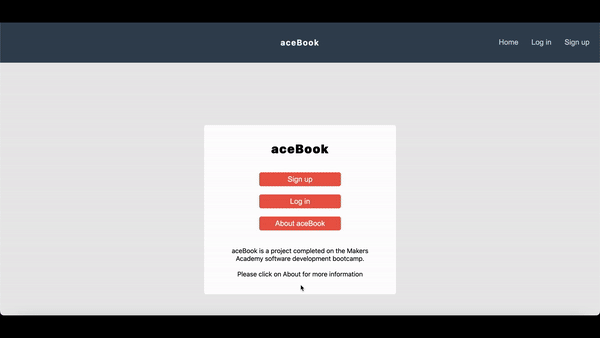 aceBook
Home Log in Sign up
aceBook
Sign up
Log in
About aceBook
aceBook is a project completed on the Makers
Academy software development bootcamp.
Please click on About for more information